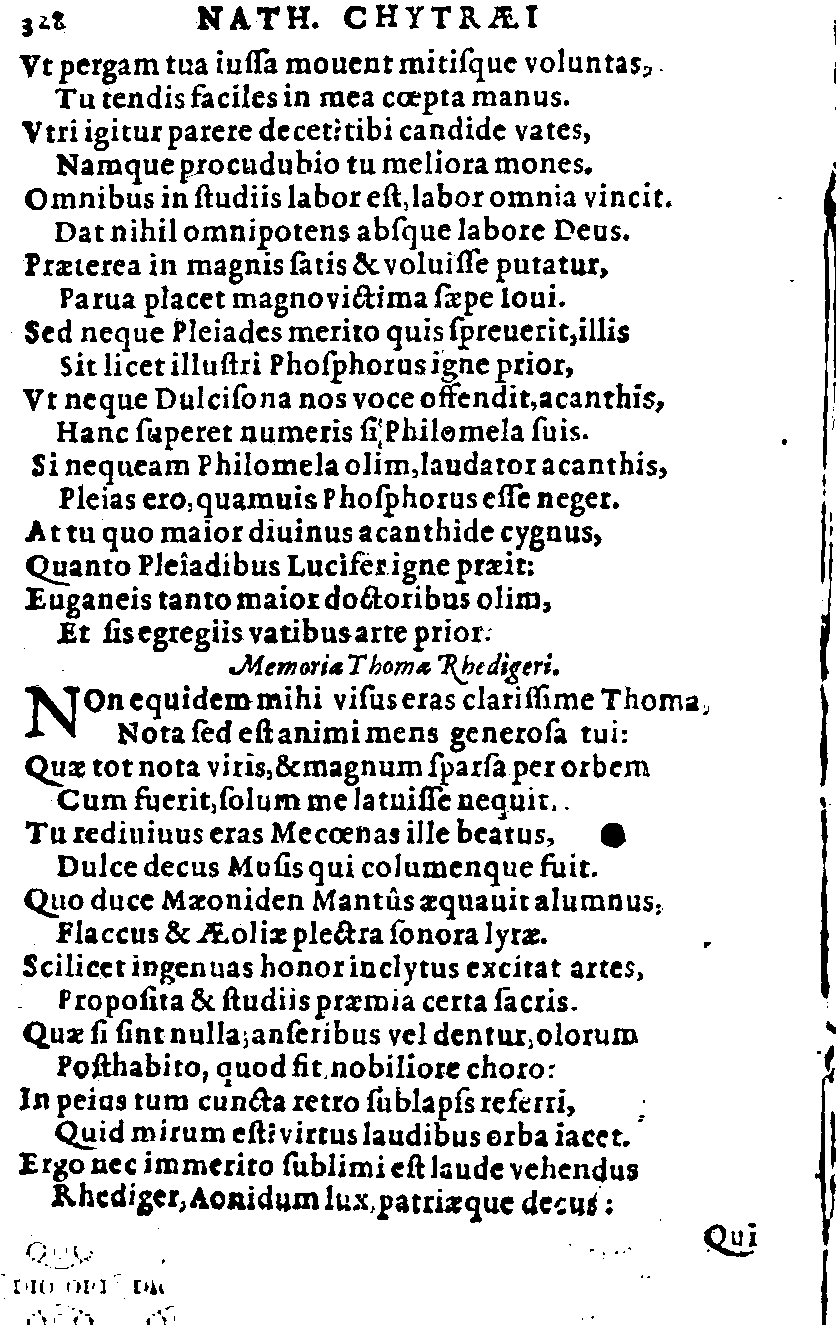 328 NATH. CHYTRÆI
Vt pergam tua iuſſa mouent mitiſque voluntas,
Tu tendis faciles in mea cœpta manus.
Vtri igitur parere decet? tibi candide vates,
Namque procudubio tu meliora mones.
Omnibus in ſtudiis labor eſt, labor omnia vincit.
Dat nihil omnipotens abſque labore Deus.
Præterea in magnis ſatis & voluiſſe putatur,
Parua placet magno victima ſæpe Ioui.
Sed neque Pleiades merito quis ſpreuerit, illis
Sit licet illuſtri Phoſphorus igne prior,
Vt neque Dulciſona nos voce offendit, acanthis,
Hanc ſuperet numeris ſi Philomela ſuis.
Si nequeam Philomela olim, laudator acanthis,
Pleias ero, quamuis Phoſphorus eſſe neger.
At tu quo maior diuinus acanthide cygnus,
Quanto Pleiadibus Lucifer igne præit:
Euganeis tanto maior doctoribus olim,
Et ſis egregiis vatibus arte prior.
Memoria Thomæ Rhedigeri.
NOn equidem mihi viſus eras clariſſime Thoma,
Nota ſed eſt animi mens generoſa tui:
Quæ tot nota viris, & magnum ſparſa per orbem
Cum fuerit, ſolum me latuiſſe nequit.
Tu rediuiuus eras Mecœnas ille beatus,
Dulce decus Muſis qui columenque fuit.
Quo duce Mæoniden Mantûs æquauit alumnus,
Flaccus & Æoliæ plectra ſonora lyræ.
Scilicet ingenuas honor inclytus excitat artes,
Propoſita & ſtudiis præmia certa ſacris.
Quæ ſi ſint nulla; anſeribus vel dentur, olorum
Poſthabito, quod fit, nobiliore choro:
In peius tum cuncta retro ſublapſs referri,
Quid mirum eſt? virtus laudibus orba iacet.
Ergo nec immerito ſublimi eſt laude vehendus
Rhediger, Aonidum lux, patriæque decus:
Qui